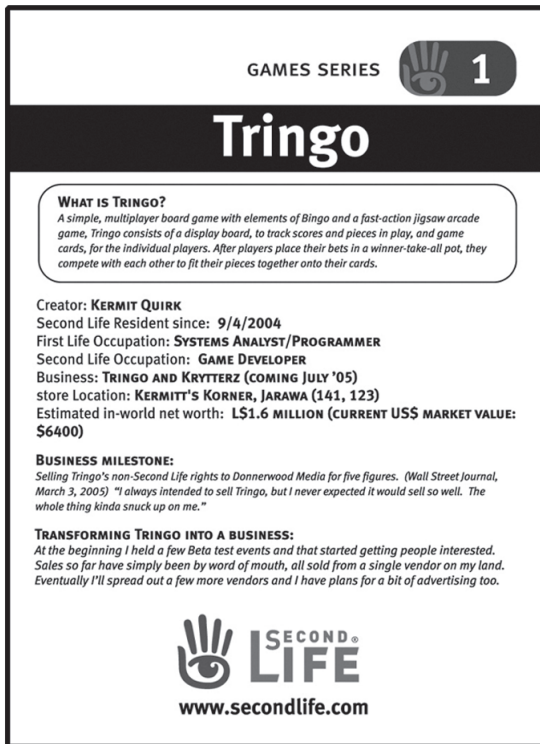 GAMES SERIES 1
Tringo
WHAT IS TRINGO?
A simple, multiplayer board game with elements of Bingo and a fast-action jigsaw arcade
game, Tringo consists of a display board, to track scores and pieces in play, and game
cards, for the individual players. After players place their bets in a winner-take-all pot, they
compete with each other to fit their pieces together onto their cards.
Creator: KERMIT QUIRK
Second Life Resident since: 9/4/2004
First Life Occupation: SYSTEMS ANALYST/PROGRAMMER
Second Life Occupation: GAME DEVELOPER
Business: TRINGO AND KRYTTERZ (COMING JULY '05)
store Location: KERMITT'S KORNER, JARAWA (141, 123)
Estimated in-world net worth: L$1.6 MILLION (CURRENT US$ MARKET VALUE:
$6400)
BUSINESS MILESTONE:
Selling Tringo's non-Second Life rights to Donnerwood Media for five figures. (Wall Street Journal,
March 3, 2005) "I always intended to sell Tringo, but I never expected it would sell so well. The
whole thing kinda snuck up on me."
TRANSFORMING TRINGO INTO A BUSINESS:
At the beginning I held a few Beta test events and that started getting people interested.
Sales so far have simply been by word of mouth, all sold from a single vendor on my land.
Eventually I'll spread out a few more vendors and I have plans for a bit of advertising too.
SECOND®
LIFE
www.secondlife.com